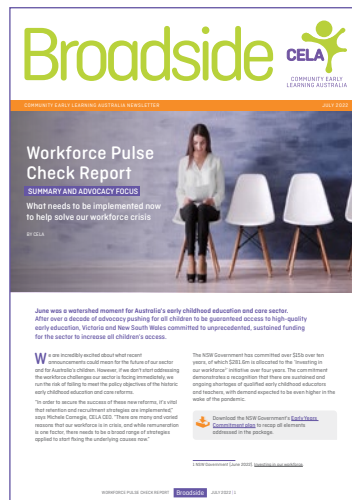 Broadside
CELA
COMMUNITY EARLY
LEARNING AUSTRALIA
COMMUNITY EARLY LEARNING AUSTRALIA NEWSLETTER
JULY 2022
Workforce Pulse
Check Report
SUMMARY AND ADVOCACY FOCUS
What needs to be implemented now
to help solve our workforce crisis
BY CELA
June was a watershed moment for Australia's early childhood education and care sector.
After over a decade of advocacy pushing for all children to be guaranteed access to high-quality
early education, Victoria and New South Wales committed to unprecedented, sustained funding
for the sector to increase all children's access.
We are incredibly excited about what recent
announcements could mean for the future of our sector
and for Australia's children. However, if we don't start addressing
the workforce challenges our sector is facing immediately, we
run the risk of failing to meet the policy objectives of the historic
early childhood education and care reforms.
"In order to secure the success of these new reforms, it's vital
that retention and recruitment strategies are implemented,"
says Michele Carnegie, CELA CEO. "There are many and varied
reasons that our workforce is in crisis, and while remuneration
is one factor, there needs to be a broad range of strategies
applied to start fixing the underlying causes now."
The NSW Government has committed over $15b over ten
years, of which $281.6m is allocated to the 'Investing in
our workforce' initiative over four years. The commitment
demonstrates a recognition that there are sustained and
ongoing shortages of qualified early childhood educators
and teachers, with demand expected to be even higher in the
wake of the pandemic.
Download the NSW Government's Early Years
Commitment plan to recap all elements
addressed in the package.
1 NSW Government (June 2022), Investing in our workforce
WORKFORCE PULSE CHECK REPORT Broadside JULY 2022 | 1